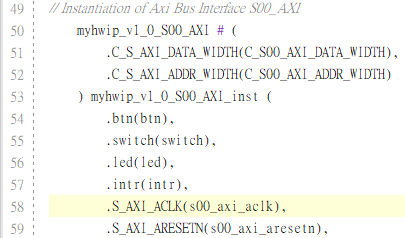 49 // Instantiation of Axi Bus Interface S00_AXI
50 myhwip_v1_0_S00_AXI # (
51 .C_S_AXI_DATA_WIDTH(C_S00_AXI_DATA_WIDTH),
52 .C_S_AXI_ADDR_WIDTH(C_S00_AXI_ADDR_WIDTH)
53 ) myhwip_v1_0_S00_AXI_inst (
54 .btn(btn),
55 .switch(switch),
56 .led(led),
57 .intr(intr),
58 .S_AXI_ACLK(s00_axi_aclk),
59 .S_AXI_ARESETN(s00_axi_aresetn),